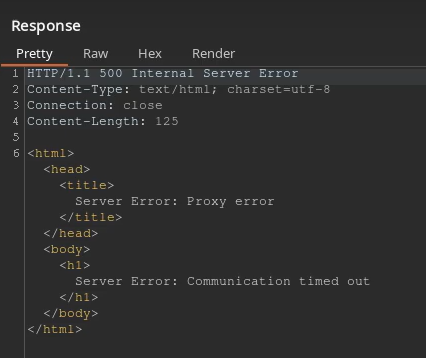 Response
Pretty Raw Hex Render
1 HTTP/1.1 500 Internal Server Error
2 Content-Type: text/html; charset=utf-8
3 Connection: close
4 Content-Length: 125
5
6 <html>
<head>
<title>
Server Error: Proxy error
</title>
</head>
<body>
<h1>
Server Error: Communication timed out
</h1>
</body>
</html>